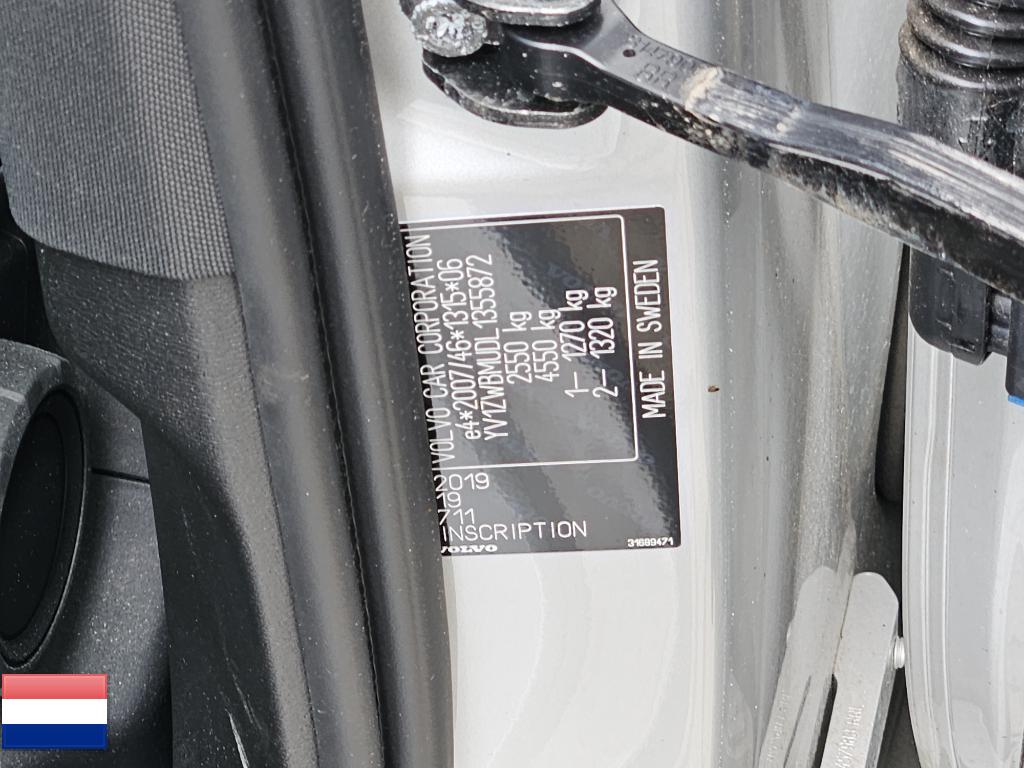 VOLVO CAR CORPORATION
e4*2007/46*1315*06
YV1ZWBMUDL1355872
2550 kg
4550 kg
1– 1270 kg
2– 1320 kg
MADE IN SWEDEN
2019
19
711
INSCRIPTION
VOLVO
31689471